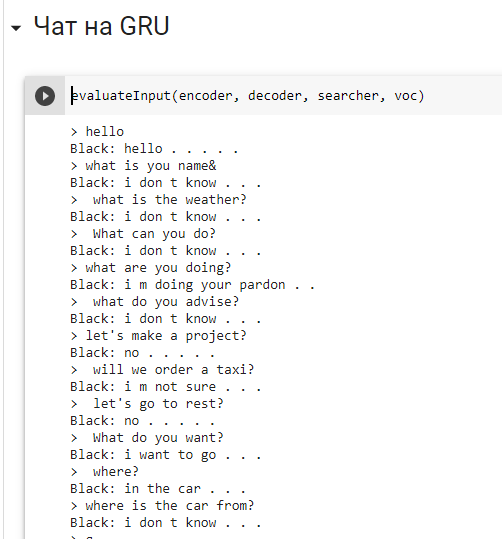 Чат на GRU
evaluateInput(encoder, decoder, searcher, voc)
> hello
Black: hello . . . . .
> what is you name&
Black: i don t know . . .
>  what is the weather?
Black: i don t know . . .
>  What can you do?
Black: i don t know . . .
> what are you doing?
Black: i m doing your pardon . .
>  what do you advise?
Black: i don t know . . .
> let's make a project?
Black: no . . . . .
>  will we order a taxi?
Black: i m not sure . . .
>  let's go to rest?
Black: no . . . . .
>  What do you want?
Black: i want to go . . .
>  where?
Black: in the car . . .
> where is the car from?
Black: i don t know . . .